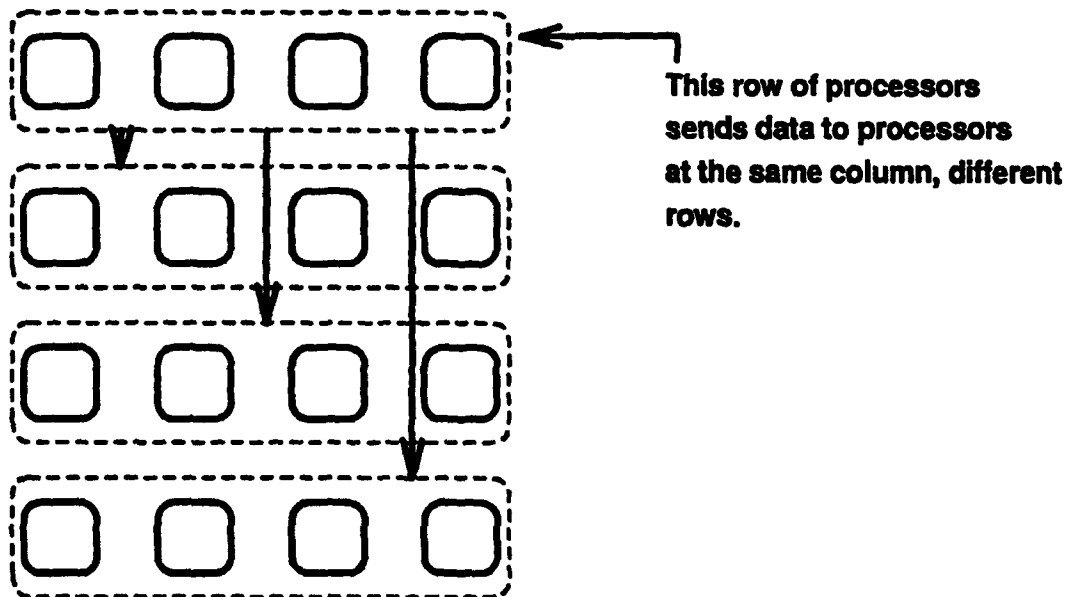 This row of processors
sends data to processors
at the same column, different
rows.